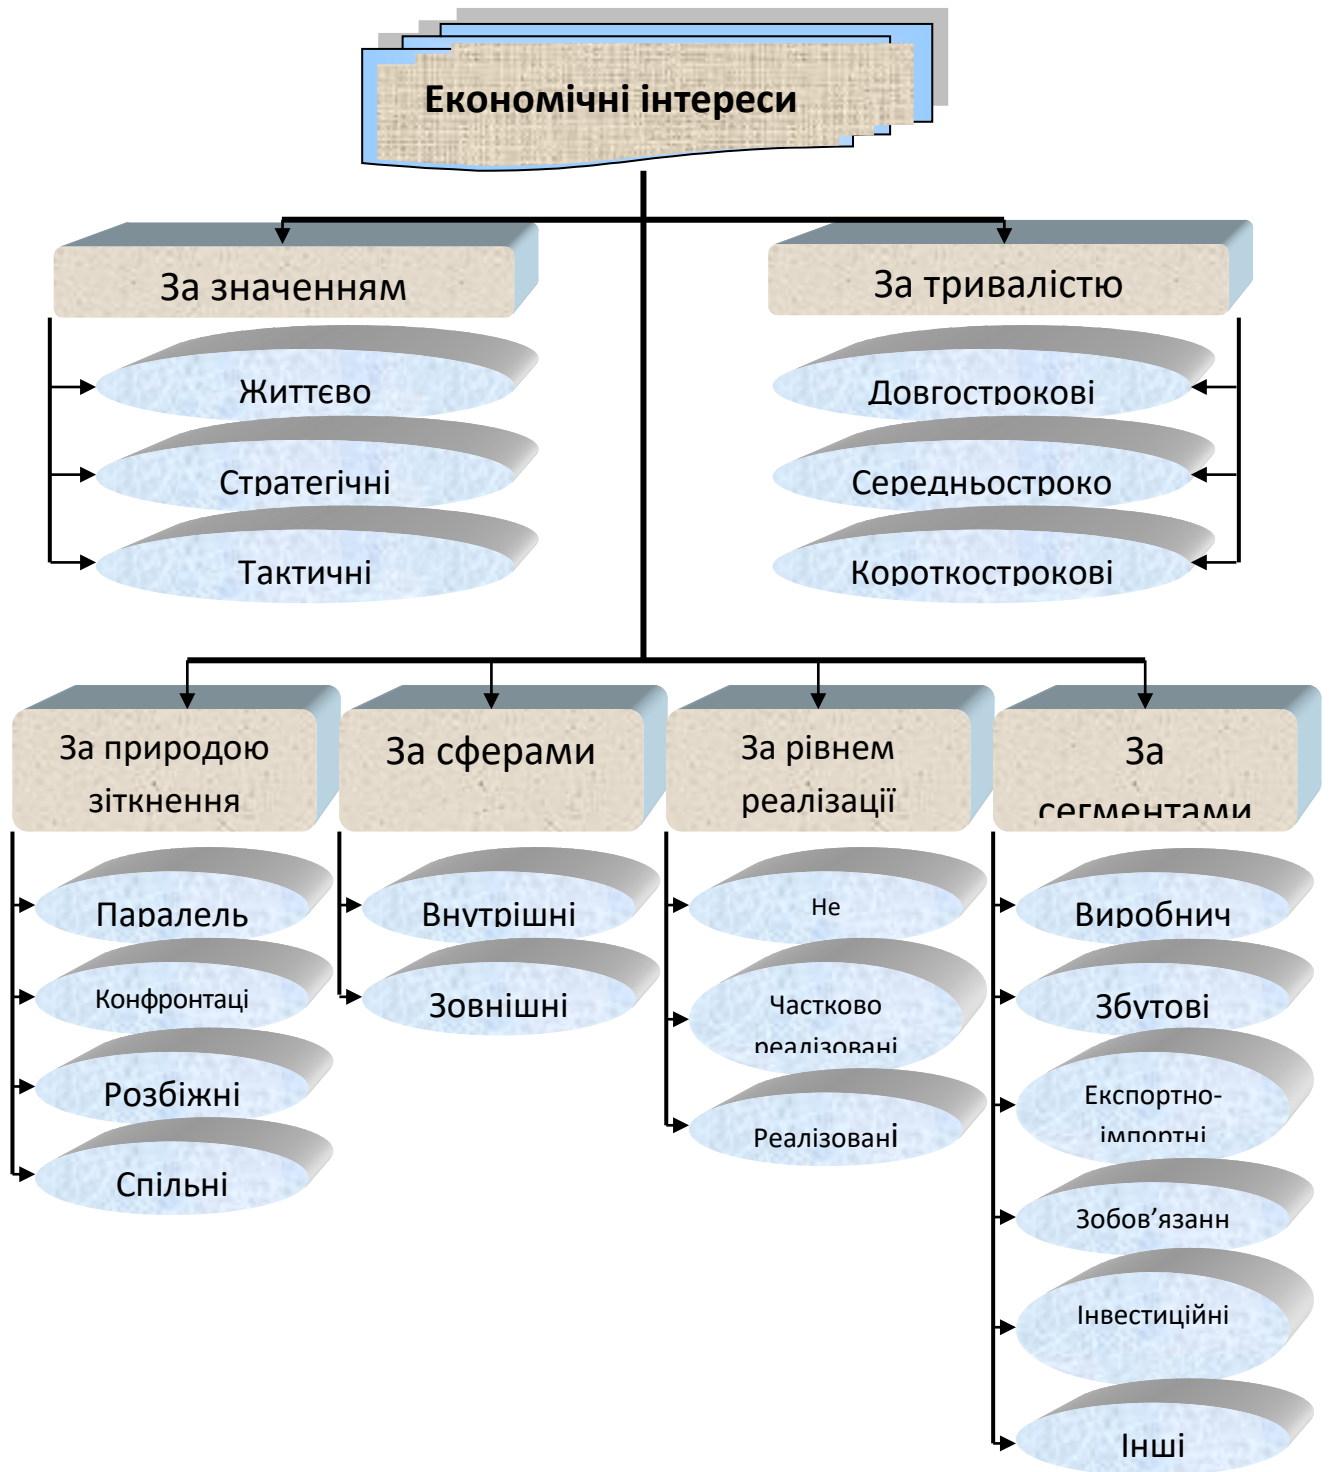 Економічні інтереси
За значенням
За тривалістю
Життєво
Довгострокові
Стратегічні
Середньостроко
Тактичні
Короткострокові
За природою
зіткнення
За сферами
За рівнем
реалізації
За
сегментами
Паралель
Конфронтаці
Розбіжні
Спільні
Внутрішні
Зовнішні
Не
Частково
реалізовані
Реалізовані
Виробнич
Збутові
Експортно-
імпортні
Зобов’язанн
Інвестиційні
Інші